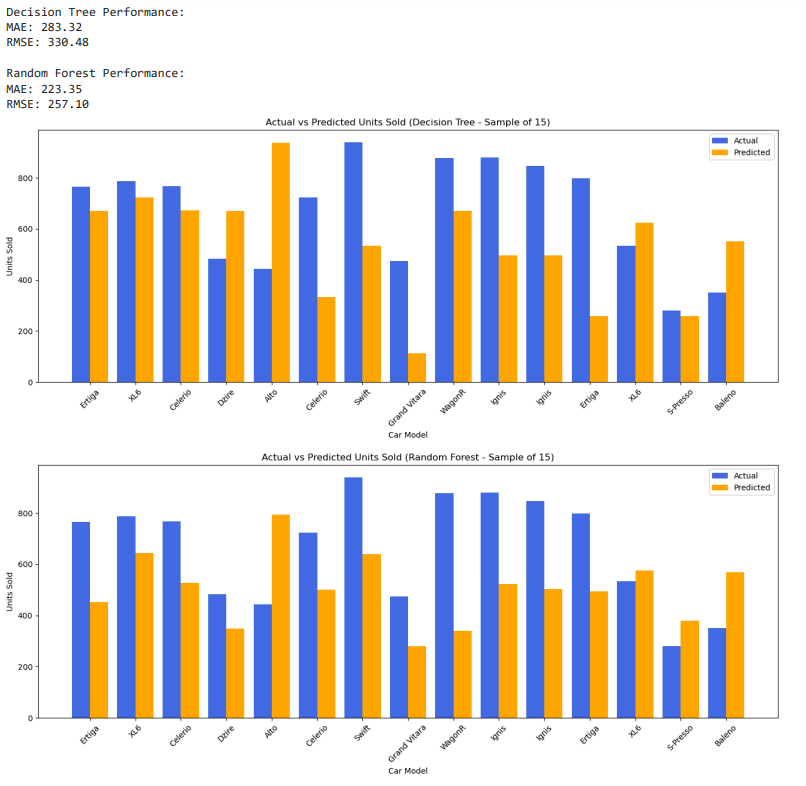 Decision Tree Performance:
MAE: 283.32
RMSE: 330.48
Random Forest Performance:
MAE: 223.35
RMSE: 257.10
Actual vs Predicted Units Sold (Decision Tree - Sample of 15)
Actual
Predicted
800
600
400
200
0
Units Sold
Ertiga
XL6
Celerio
Dzire
Alto
Celerio
Swift
Grand Vitara
WagonR
Ignis
Ignis
Ertiga
XL6
S-Presso
Baleno
Car Model
Actual vs Predicted Units Sold (Random Forest - Sample of 15)
Actual
Predicted
800
600
400
200
0
Units Sold
Ertiga
XL6
Celerio
Dzire
Alto
Celerio
Swift
Grand Vitara
WagonR
Ignis
Ignis
Ertiga
XL6
S-Presso
Baleno
Car Model